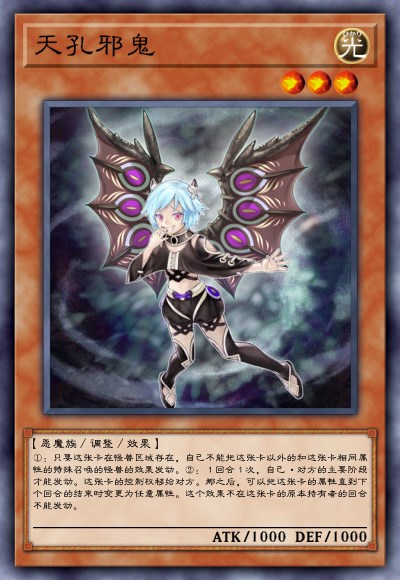 天孔邪鬼
ひかり
光
【恶魔族/调整/效果】
①：只要这张卡在怪兽区域存在，自己不能把这张卡以外的和这张卡相同属
性的特殊召唤的怪兽的效果发动。②：1回合1次，自己·对方的主要阶段
才能发动。这张卡的控制权移给对方。那之后，可以把这张卡的属性直到下
个回合的结束时变更为任意属性。这个效果不在这张卡的原本持有者的回合
不能发动。
ATK/1000 DEF/1000